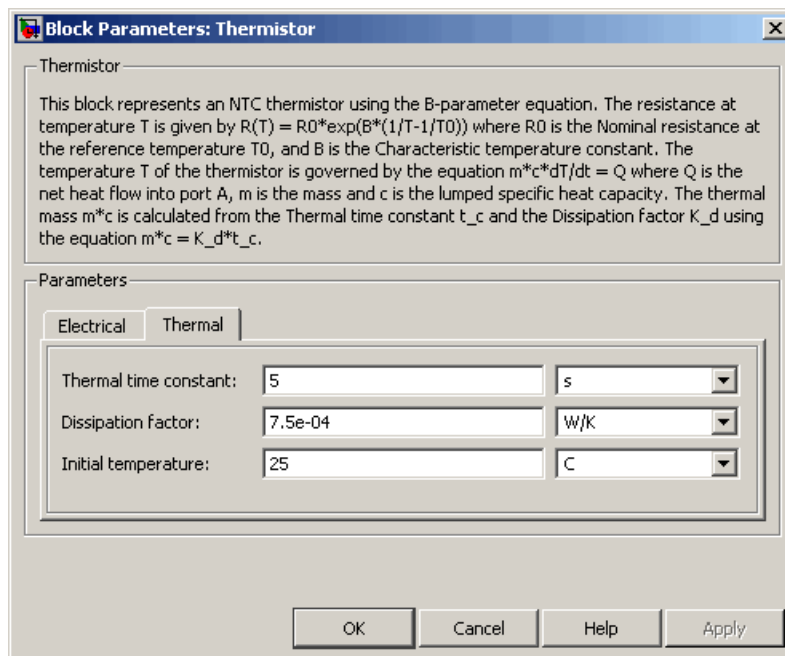 Block Parameters: Thermistor
Thermistor
This block represents an NTC thermistor using the B-parameter equation. The resistance at
temperature T is given by R(T) = R0*exp(B*(1/T-1/T0)) where R0 is the Nominal resistance at
the reference temperature T0, and B is the Characteristic temperature constant. The
temperature T of the thermistor is governed by the equation m*c*dT/dt = Q where Q is the
net heat flow into port A, m is the mass and c is the lumped specific heat capacity. The thermal
mass m*c is calculated from the Thermal time constant t_c and the Dissipation factor K_d using
the equation m*c = K_d*t_c.
Parameters
Electrical Thermal
Thermal time constant: 5 s
Dissipation factor: 7.5e-04 W/K
Initial temperature: 25 C
OK Cancel Help Apply